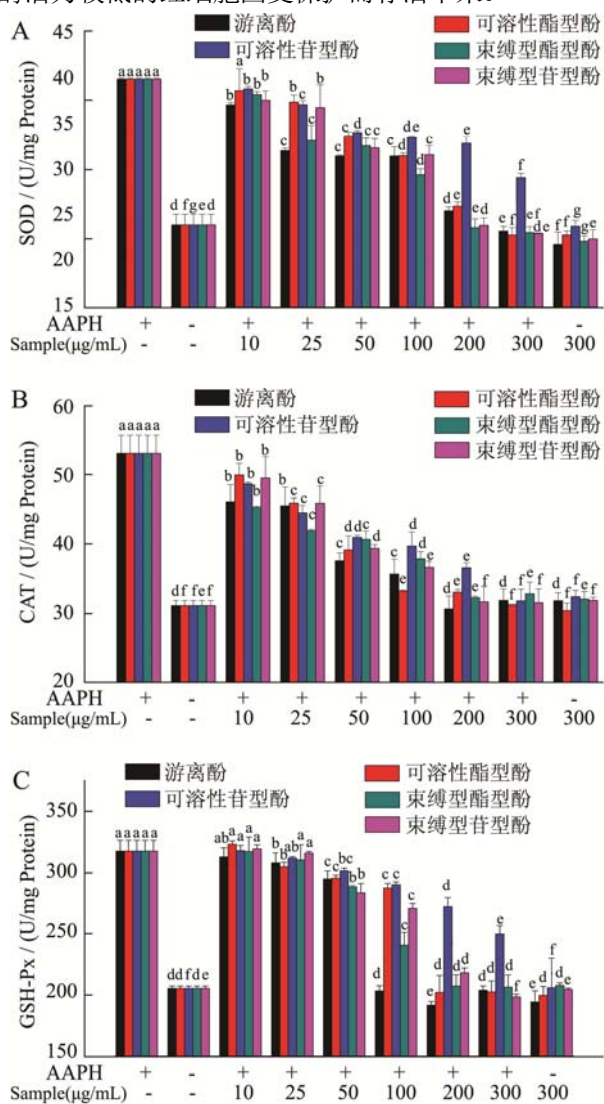 A
45
40
35
30
25
20
15
SOD / (U/mg Protein)
游离酚
可溶性苷型酚
可溶性酯型酚
束缚型酯型酚
束缚型苷型酚
a a a a a
d f g e d
b a b b b
c b c d b
c c d c c
c d e d c
d e b e d
e f f e f d e
f f g g e
AAPH + - + + + + + + -
Sample(μg/mL) - - 10 25 50 100 200 300 300
B
60
50
40
30
20
CAT / (U/mg Protein)
游离酚
可溶性苷型酚
可溶性酯型酚
束缚型酯型酚
束缚型苷型酚
a a a a a
d f f e f
b b b b b
b c c c c
c d d c d
c e c d e
d e b e f
d f d e f
d f d e f
AAPH + - + + + + + + -
Sample(μg/mL) - - 10 25 50 100 200 300 300
C
350
300
250
200
150
GSH-Px / (U/mg Protein)
游离酚
可溶性苷型酚
可溶性酯型酚
束缚型酯型酚
束缚型苷型酚
a a a a a
d d f d e
ab a a a a
b b ab a a
c b bc b b
d c c c c
e d d d d
d d e d f
e d f d e
AAPH + - + + + + + + -
Sample(μg/mL) - - 10 25 50 100 200 300 300